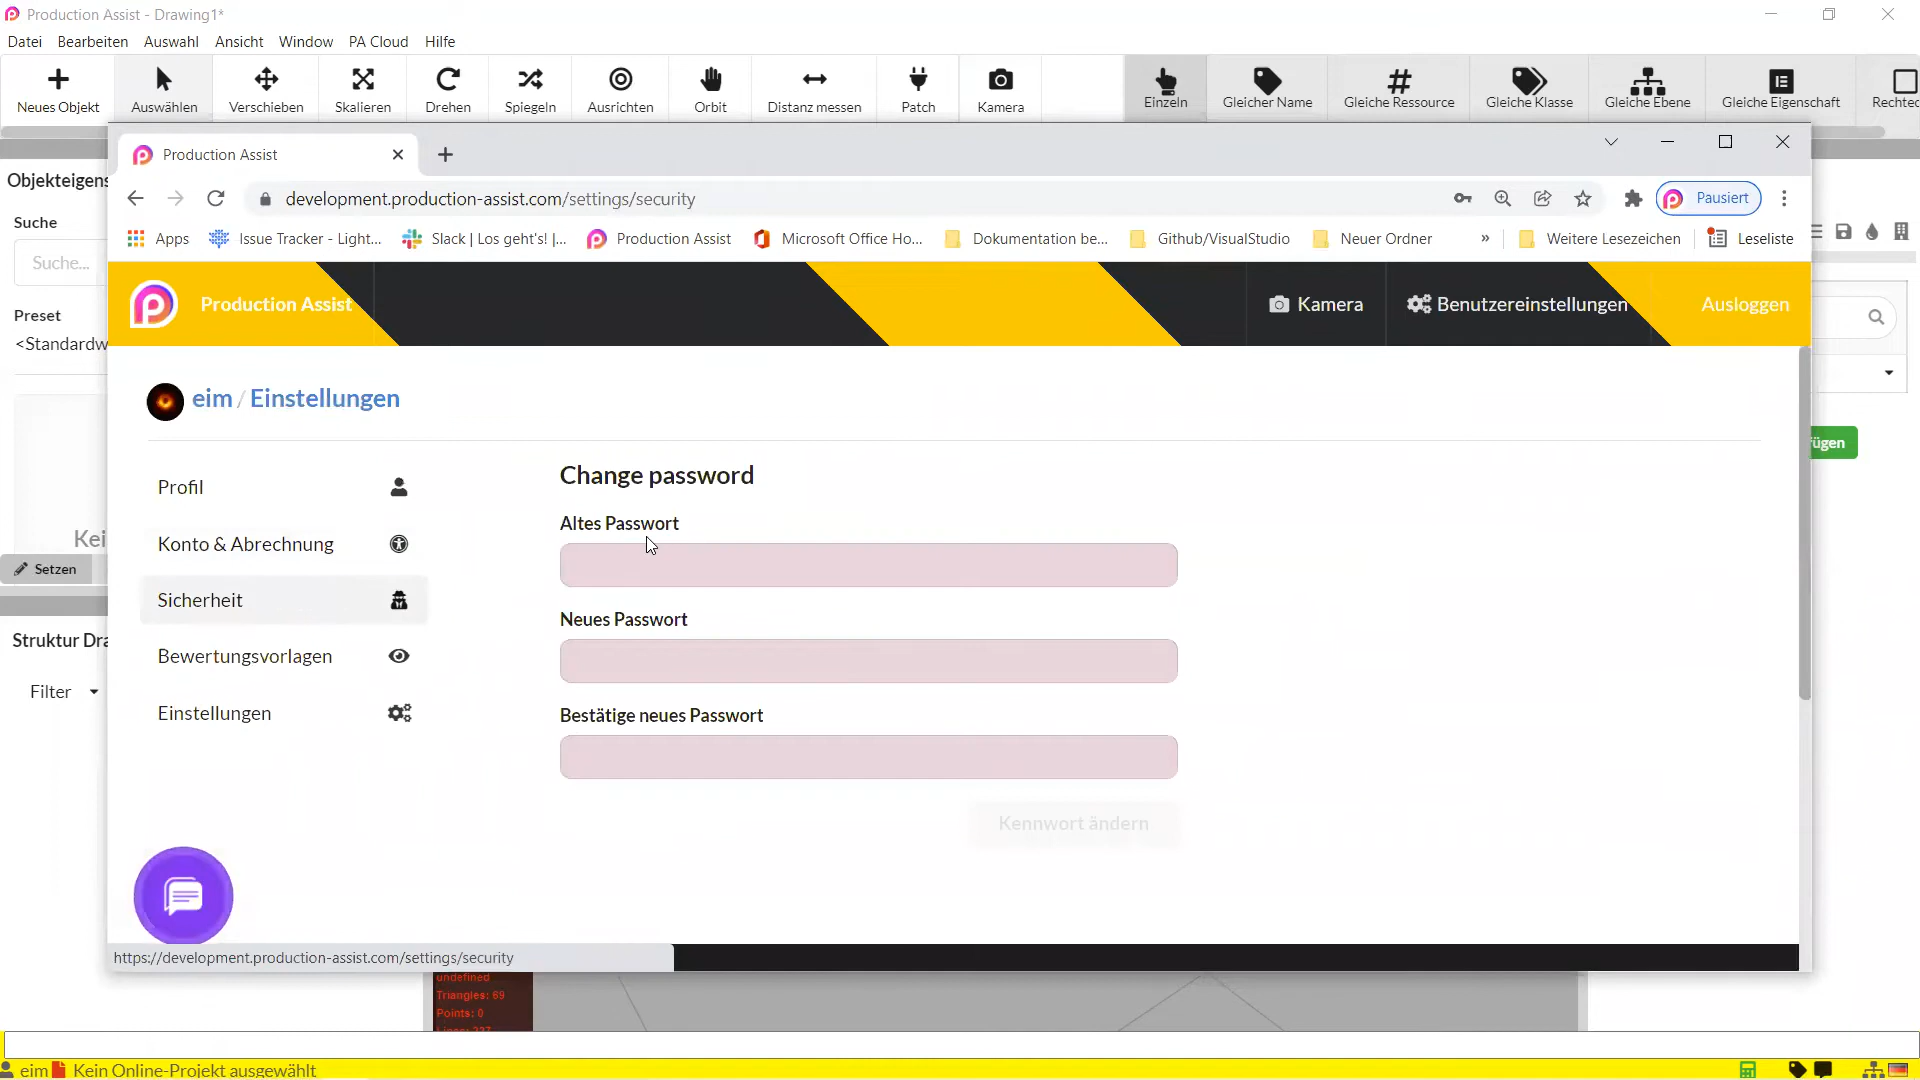 Production Assist - Drawing1*
Datei Bearbeiten Auswahl Ansicht Window PA Cloud Hilfe
Neues Objekt Auswählen Verschieben Skalieren Drehen Spiegeln Ausrichten Orbit Distanz messen Patch Kamera Einzeln Gleicher Name Gleiche Ressource Gleiche Klasse Gleiche Ebene Gleiche Eigenschaft Rechtec
Production Assist
Objekteigens
development.production-assist.com/settings/security
Pausiert
Suche
Apps Issue Tracker - Light... Slack | Los geht's! |... Production Assist Microsoft Office Ho... Dokumentation be... Github/VisualStudio Neuer Ordner » Weitere Lesezeichen Leseliste
Suche...
Production Assist Kamera Benutzereinstellungen Ausloggen
Preset
<Standardw
eim / Einstellungen
ügen
Change password
Profil
Altes Passwort
Kei
Konto & Abrechnung
Setzen
Sicherheit
Neues Passwort
Struktur Dra
Bewertungsvorlagen
Filter
Einstellungen
Bestätige neues Passwort
Kennwort ändern
https://development.production-assist.com/settings/security
undefined
Triangles: 69
Points: 0
eim Kein Online-Projekt ausgewählt